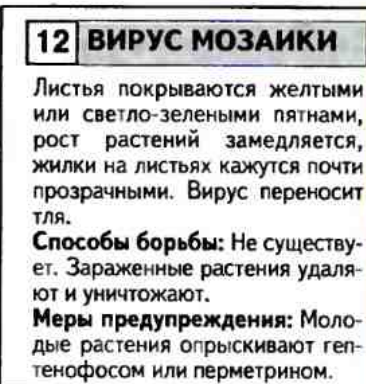 12 ВИРУС МОЗАИКИ
Листья покрываются желтыми
или светло-зелеными пятнами,
рост растений замедляется,
жилки на листьях кажутся почти
прозрачными. Вирус переносит
тля.
Способы борьбы: Не существу-
ет. Зараженные растения удаля-
ют и уничтожают.
Меры предупреждения: Моло-
дые растения опрыскивают геп-
тенофосом или перметрином.